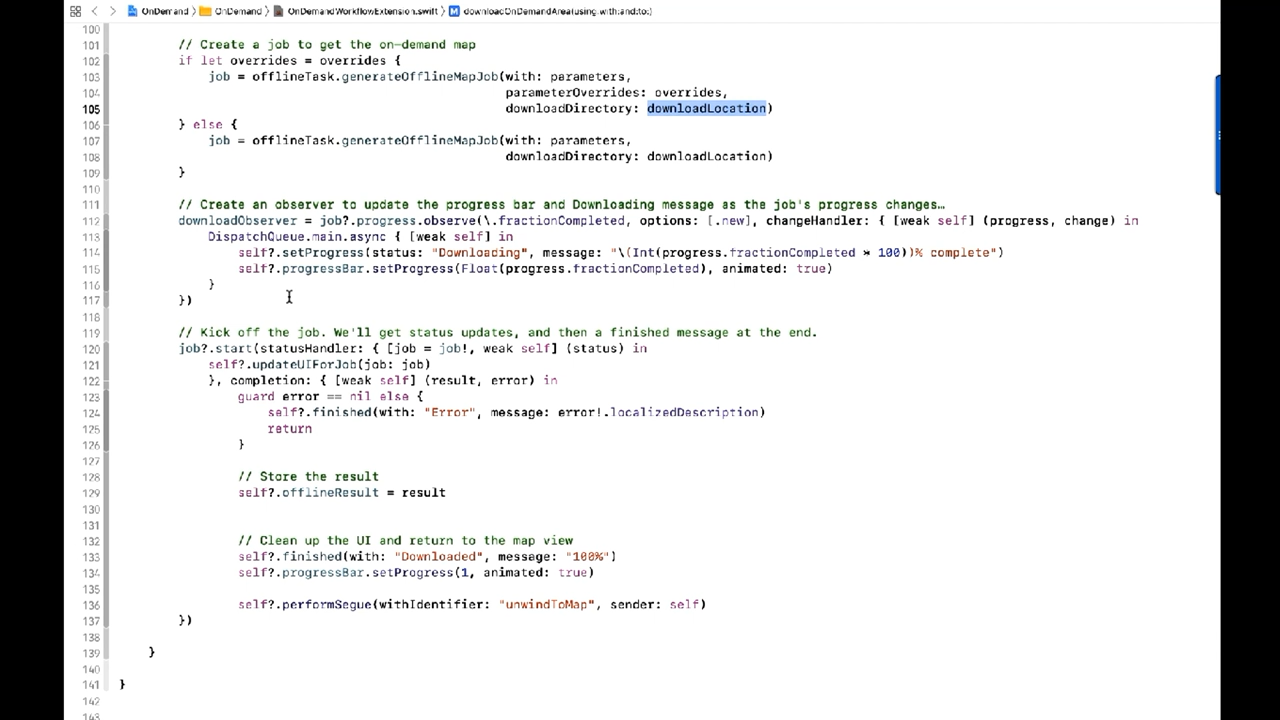 OnDemand 〉 OnDemand 〉 OnDemandWorkflowExtension.swift 〉 M downloadOnDemandArea(using:with:and:to:)
100
101 // Create a job to get the on-demand map
102 if let overrides = overrides {
103 job = offlineTask.generateOfflineMapJob(with: parameters,
104 parameterOverrides: overrides,
105 downloadDirectory: downloadLocation)
106 } else {
107 job = offlineTask.generateOfflineMapJob(with: parameters,
108 downloadDirectory: downloadLocation)
109 }
110
111 // Create an observer to update the progress bar and Downloading message as the job's progress changes…
112 downloadObserver = job?.progress.observe(\.fractionCompleted, options: [.new], changeHandler: { [weak self] (progress, change) in
113 DispatchQueue.main.async { [weak self] in
114 self?.setProgress(status: "Downloading", message: "\(Int(progress.fractionCompleted * 100))% complete")
115 self?.progressBar.setProgress(Float(progress.fractionCompleted), animated: true)
116 }
117 })
118
119 // Kick off the job. We'll get status updates, and then a finished message at the end.
120 job?.start(statusHandler: { [job = job!, weak self] (status) in
121 self?.updateUIForJob(job: job)
122 }, completion: { [weak self] (result, error) in
123 guard error == nil else {
124 self?.finished(with: "Error", message: error!.localizedDescription)
125 return
126 }
127
128 // Store the result
129 self?.offlineResult = result
130
131
132 // Clean up the UI and return to the map view
133 self?.finished(with: "Downloaded", message: "100%")
134 self?.progressBar.setProgress(1, animated: true)
135
136 self?.performSegue(withIdentifier: "unwindToMap", sender: self)
137 })
138
139 }
140
141 }
142
143